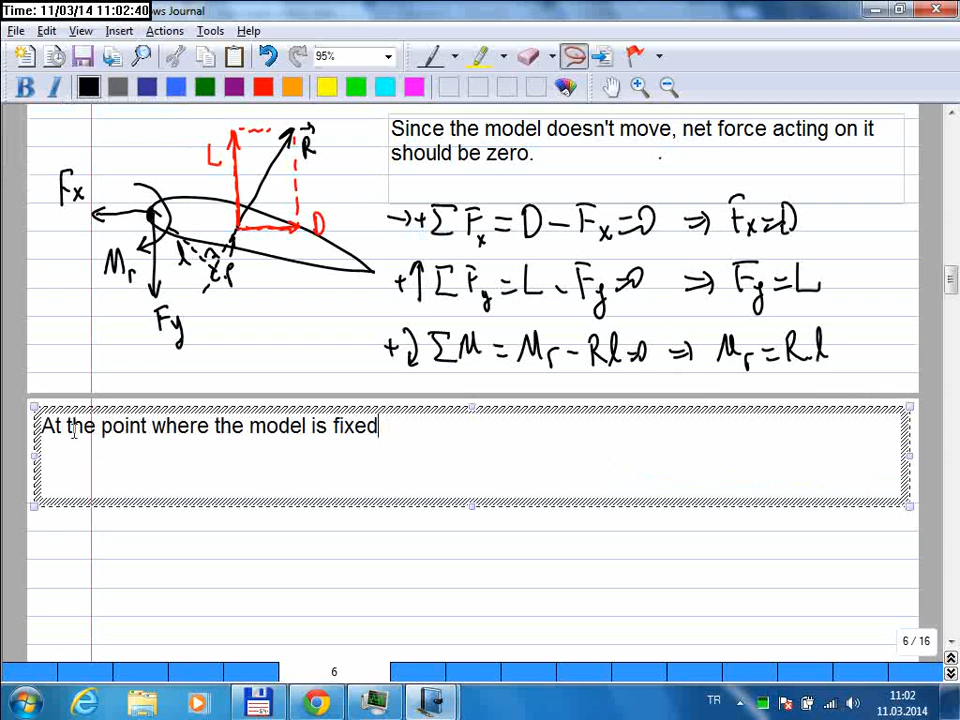 Time: 11/03/14 11:02:40
ws Journal
File Edit View Insert Actions Tools Help
95%
B I
Since the model doesn't move, net force acting on it
should be zero.
L
R
Fx
D
Mr
l
Fy
→+ΣFx = D - Fx = 0 ⇒ Fx = D
+↑ΣFy = L - Fy = 0 ⇒ Fy = L
+ΣM = Mr - Rl = 0 ⇒ Mr = Rl
At the point where the model is fixed
6 / 16
6
TR
11:02
11.03.2014